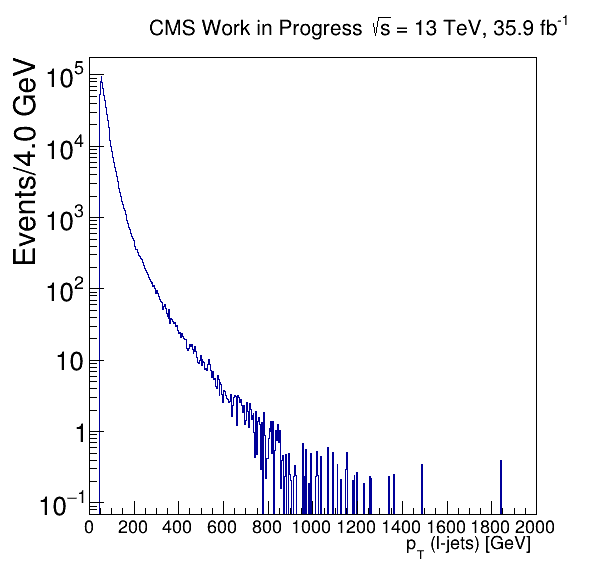 CMS Work in Progress √s = 13 TeV, 35.9 fb⁻¹
Events/4.0 GeV
10⁵
10⁴
10³
10²
10
1
10⁻¹
0 200 400 600 800 1000 1200 1400 1600 1800 2000
p_T (l-jets) [GeV]